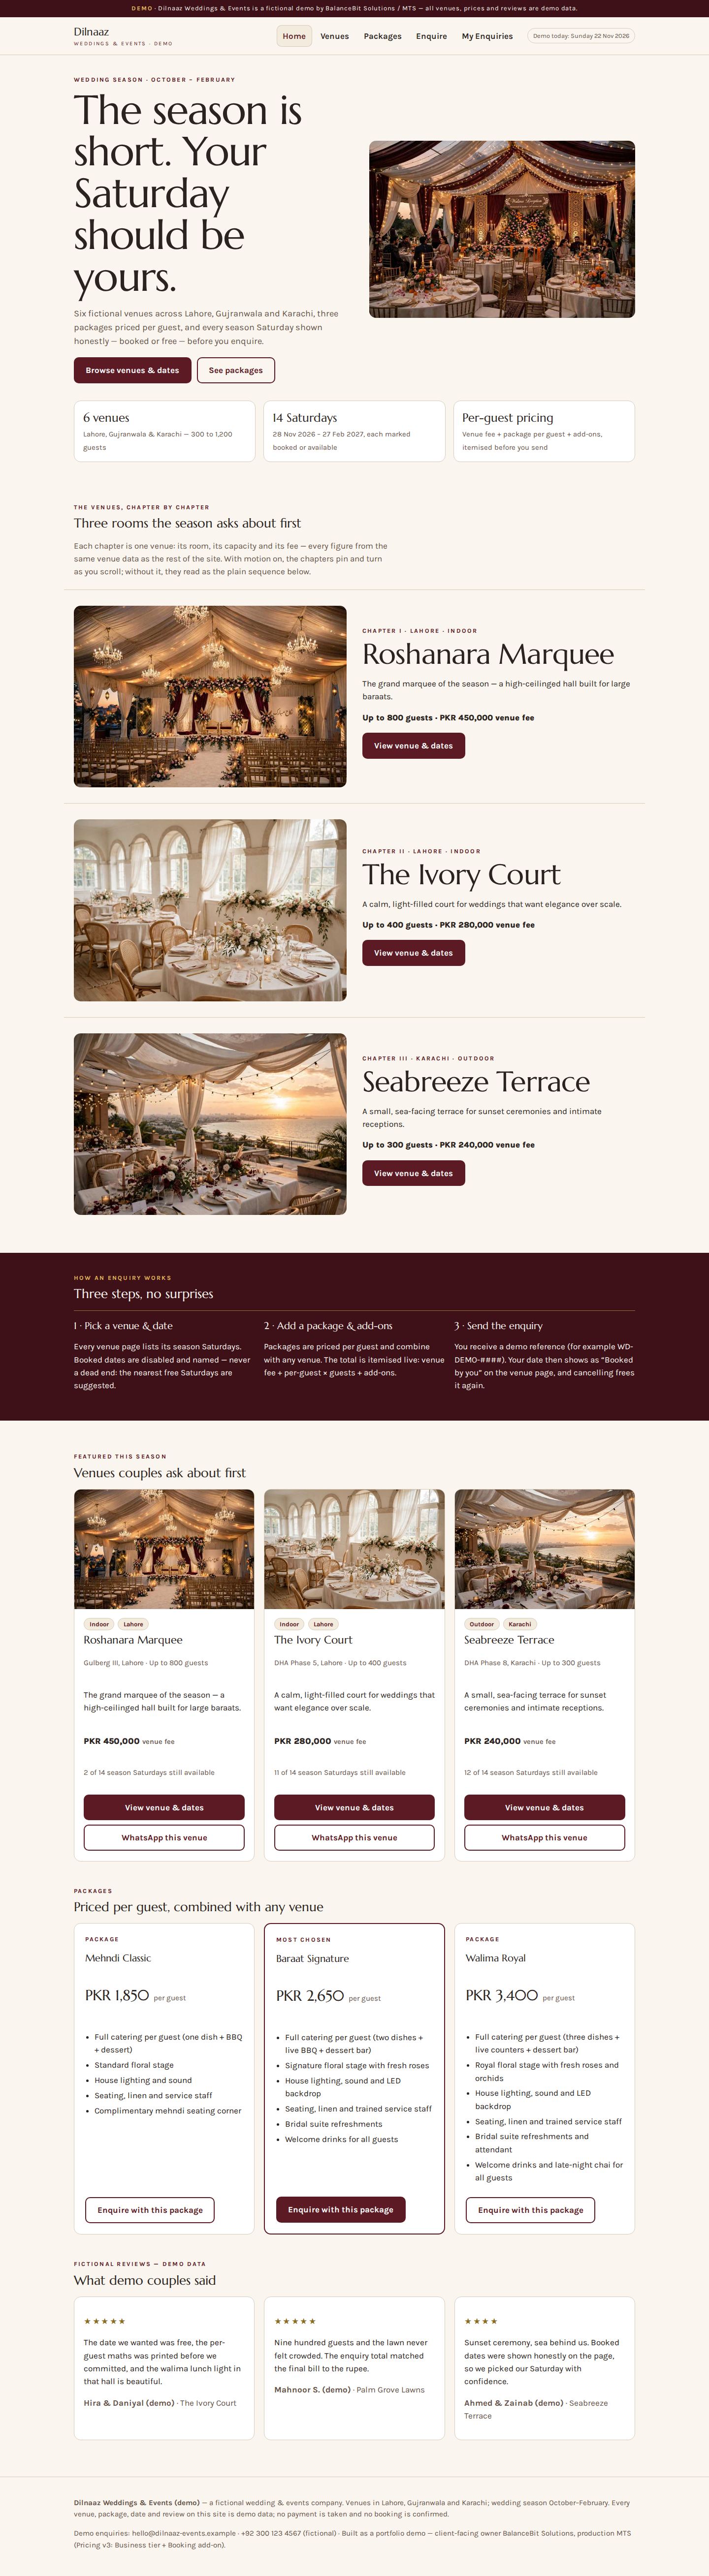 DEMO · Dilnaaz Weddings & Events is a fictional demo by BalanceBit Solutions / MTS — all venues, prices and reviews are demo data.
Dilnaaz
WEDDINGS & EVENTS · DEMO
Home
Venues
Packages
Enquire
My Enquiries
Demo today: Sunday 22 Nov 2026
WEDDING SEASON · OCTOBER – FEBRUARY
The season is
short. Your
Saturday
should be
yours.
Six fictional venues across Lahore, Gujranwala and Karachi, three
packages priced per guest, and every season Saturday shown
honestly — booked or free — before you enquire.
Browse venues & dates
See packages
6 venues
Lahore, Gujranwala & Karachi — 300 to 1,200
guests
14 Saturdays
28 Nov 2026 – 27 Feb 2027, each marked
booked or available
Per-guest pricing
Venue fee + package per guest + add-ons,
itemised before you send
THE VENUES, CHAPTER BY CHAPTER
Three rooms the season asks about first
Each chapter is one venue: its room, its capacity and its fee — every figure from the
same venue data as the rest of the site. With motion on, the chapters pin and turn
as you scroll; without it, they read as the plain sequence below.
CHAPTER I · LAHORE · INDOOR
Roshanara Marquee
The grand marquee of the season — a high-ceilinged hall built for large
baraats.
Up to 800 guests · PKR 450,000 venue fee
View venue & dates
CHAPTER II · LAHORE · INDOOR
The Ivory Court
A calm, light-filled court for weddings that want elegance over scale.
Up to 400 guests · PKR 280,000 venue fee
View venue & dates
CHAPTER III · KARACHI · OUTDOOR
Seabreeze Terrace
A small, sea-facing terrace for sunset ceremonies and intimate
receptions.
Up to 300 guests · PKR 240,000 venue fee
View venue & dates
HOW AN ENQUIRY WORKS
Three steps, no surprises
1 · Pick a venue & date
Every venue page lists its season Saturdays.
Booked dates are disabled and named — never
a dead end: the nearest free Saturdays are
suggested.
2 · Add a package & add-ons
Packages are priced per guest and combine
with any venue. The total is itemised live: venue
fee + per-guest × guests + add-ons.
3 · Send the enquiry
You receive a demo reference (for example WD-
DEMO-####). Your date then shows as “Booked
by you” on the venue page, and cancelling frees
it again.
FEATURED THIS SEASON
Venues couples ask about first
Indoor
Lahore
Roshanara Marquee
Gulberg III, Lahore · Up to 800 guests
The grand marquee of the season — a
high-ceilinged hall built for large baraats.
PKR 450,000 venue fee
2 of 14 season Saturdays still available
View venue & dates
WhatsApp this venue
Indoor
Lahore
The Ivory Court
DHA Phase 5, Lahore · Up to 400 guests
A calm, light-filled court for weddings that
want elegance over scale.
PKR 280,000 venue fee
11 of 14 season Saturdays still available
View venue & dates
WhatsApp this venue
Outdoor
Karachi
Seabreeze Terrace
DHA Phase 8, Karachi · Up to 300 guests
A small, sea-facing terrace for sunset
ceremonies and intimate receptions.
PKR 240,000 venue fee
12 of 14 season Saturdays still available
View venue & dates
WhatsApp this venue
PACKAGES
Priced per guest, combined with any venue
PACKAGE
Mehndi Classic
PKR 1,850 per guest
• Full catering per guest (one dish + BBQ
+ dessert)
• Standard floral stage
• House lighting and sound
• Seating, linen and service staff
• Complimentary mehndi seating corner
Enquire with this package
MOST CHOSEN
Baraat Signature
PKR 2,650 per guest
• Full catering per guest (two dishes +
live BBQ + dessert bar)
• Signature floral stage with fresh roses
• House lighting, sound and LED
backdrop
• Seating, linen and trained service staff
• Bridal suite refreshments
• Welcome drinks for all guests
Enquire with this package
PACKAGE
Walima Royal
PKR 3,400 per guest
• Full catering per guest (three dishes +
live counters + dessert bar)
• Royal floral stage with fresh roses and
orchids
• House lighting, sound and LED
backdrop
• Seating, linen and trained service staff
• Bridal suite refreshments and
attendant
• Welcome drinks and late-night chai for
all guests
Enquire with this package
FICTIONAL REVIEWS — DEMO DATA
What demo couples said
★★★★★
The date we wanted was free, the per-
guest maths was printed before we
committed, and the walima lunch light in
that hall is beautiful.
Hira & Daniyal (demo) · The Ivory Court
★★★★★
Nine hundred guests and the lawn never
felt crowded. The enquiry total matched
the final bill to the rupee.
Mahnoor S. (demo) · Palm Grove Lawns
★★★★
Sunset ceremony, sea behind us. Booked
dates were shown honestly on the page,
so we picked our Saturday with
confidence.
Ahmed & Zainab (demo) · Seabreeze
Terrace
Dilnaaz Weddings & Events (demo) — a fictional wedding & events company. Venues in Lahore, Gujranwala and Karachi; wedding season October–February. Every
venue, package, date and review on this site is demo data; no payment is taken and no booking is confirmed.
Demo enquiries: hello@dilnaaz-events.example · +92 300 123 4567 (fictional) · Built as a portfolio demo — client-facing owner BalanceBit Solutions, production MTS
(Pricing v3: Business tier + Booking add-on).